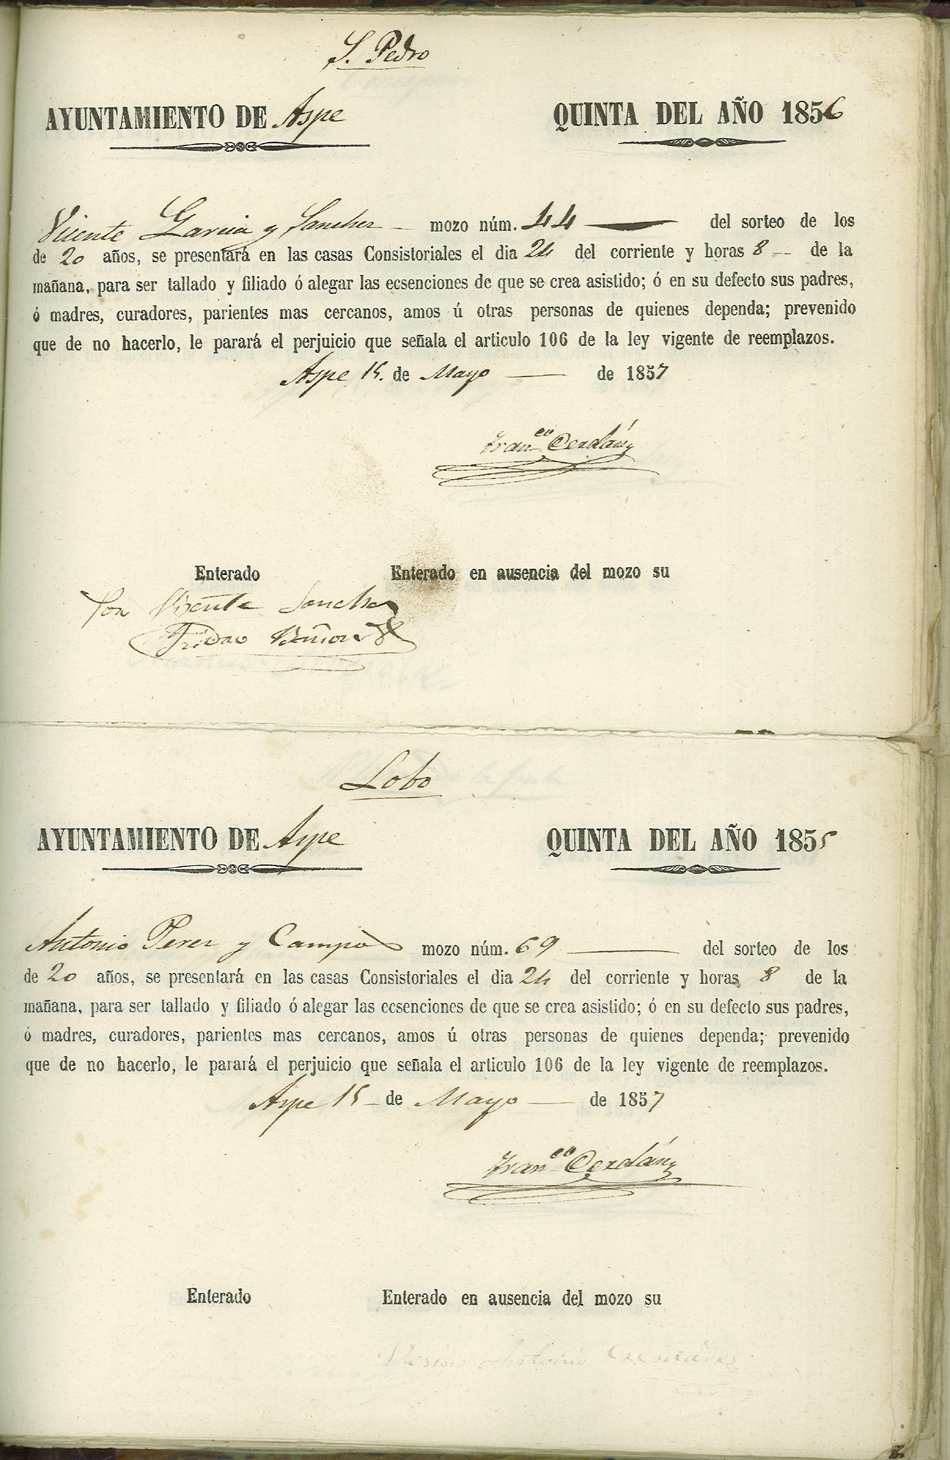 S. Pedro
AYUNTAMIENTO DE Aspe QUINTA DEL AÑO 1856
Vicente Garcia y Sanchez mozo núm. 44 del sorteo de los
de 20 años, se presentará en las casas Consistoriales el dia 24 del corriente y horas 8 de la
mañana, para ser tallado y filiado ó alegar las ecsenciones de que se crea asistido; ó en su defecto sus padres,
ó madres, curadores, parientes mas cercanos, amos ú otras personas de quienes dependa; prevenido
que de no hacerlo, le parará el perjuicio que señala el articulo 106 de la ley vigente de reemplazos.
Aspe 15. de Mayo de 1857
Fran.co Cerdán
Enterado Enterado en ausencia del mozo su
Por Vicente Sanchez
Lobo
AYUNTAMIENTO DE Aspe QUINTA DEL AÑO 1855
Antonio Perez y Campos mozo núm. 69 del sorteo de los
de 20 años, se presentará en las casas Consistoriales el dia 24 del corriente y horas 8 de la
mañana, para ser tallado y filiado ó alegar las ecsenciones de que se crea asistido; ó en su defecto sus padres,
ó madres, curadores, parientes mas cercanos, amos ú otras personas de quienes dependa; prevenido
que de no hacerlo, le parará el perjuicio que señala el articulo 106 de la ley vigente de reemplazos.
Aspe 15 de Mayo de 1857
Fran.co Cerdán
Enterado Enterado en ausencia del mozo su
Antonio